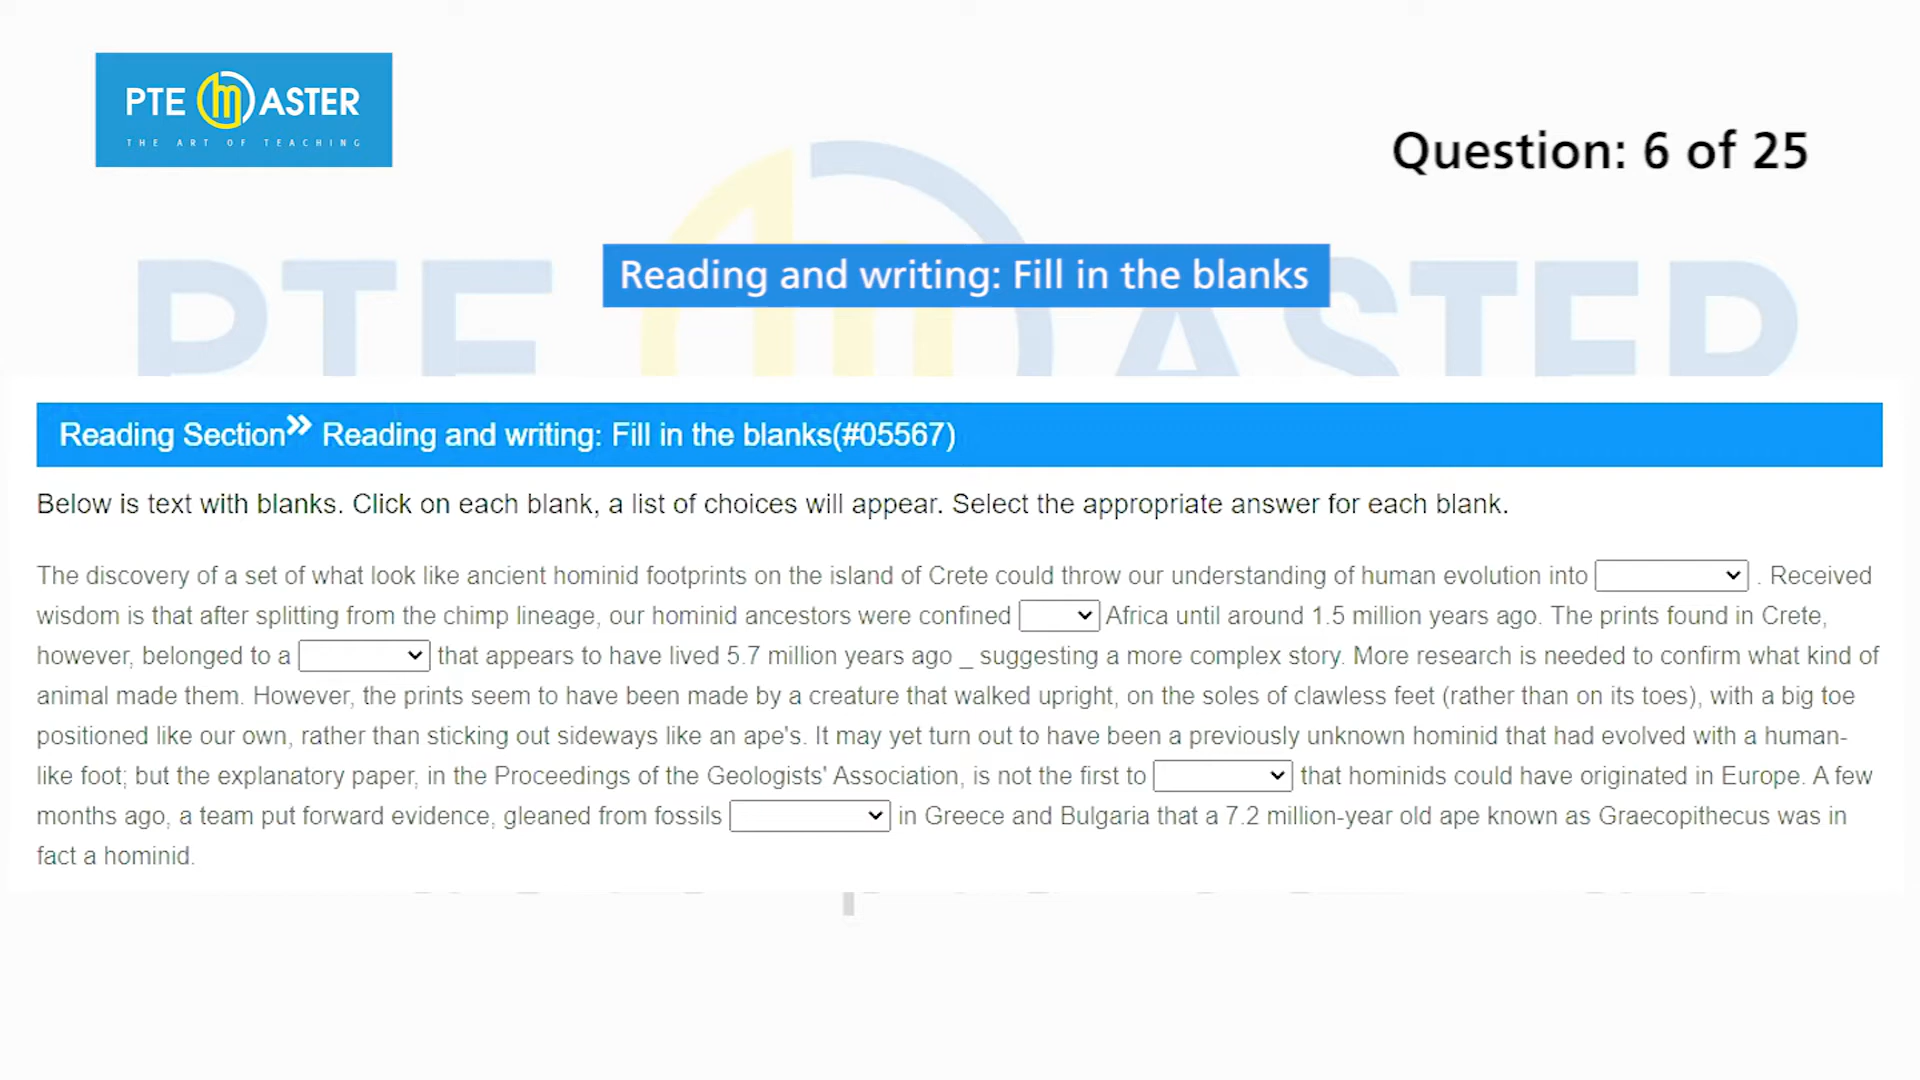 PTE MASTER
THE ART OF TEACHING
Question: 6 of 25
PTE MASTER
Reading and writing: Fill in the blanks
Reading Section» Reading and writing: Fill in the blanks(#05567)
Below is text with blanks. Click on each blank, a list of choices will appear. Select the appropriate answer for each blank.
The discovery of a set of what look like ancient hominid footprints on the island of Crete could throw our understanding of human evolution into . Received
wisdom is that after splitting from the chimp lineage, our hominid ancestors were confined Africa until around 1.5 million years ago. The prints found in Crete,
however, belonged to a that appears to have lived 5.7 million years ago _ suggesting a more complex story. More research is needed to confirm what kind of
animal made them. However, the prints seem to have been made by a creature that walked upright, on the soles of clawless feet (rather than on its toes), with a big toe
positioned like our own, rather than sticking out sideways like an ape's. It may yet turn out to have been a previously unknown hominid that had evolved with a human-
like foot; but the explanatory paper, in the Proceedings of the Geologists' Association, is not the first to that hominids could have originated in Europe. A few
months ago, a team put forward evidence, gleaned from fossils in Greece and Bulgaria that a 7.2 million-year old ape known as Graecopithecus was in
fact a hominid.